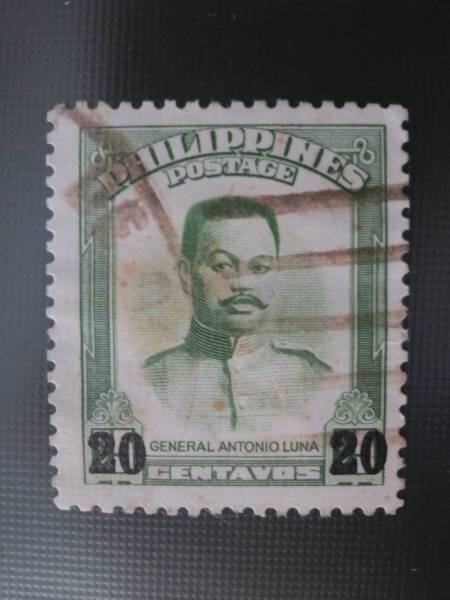 PHILIPPINES
POSTAGE
GENERAL ANTONIO LUNA
20 CENTAVOS 20